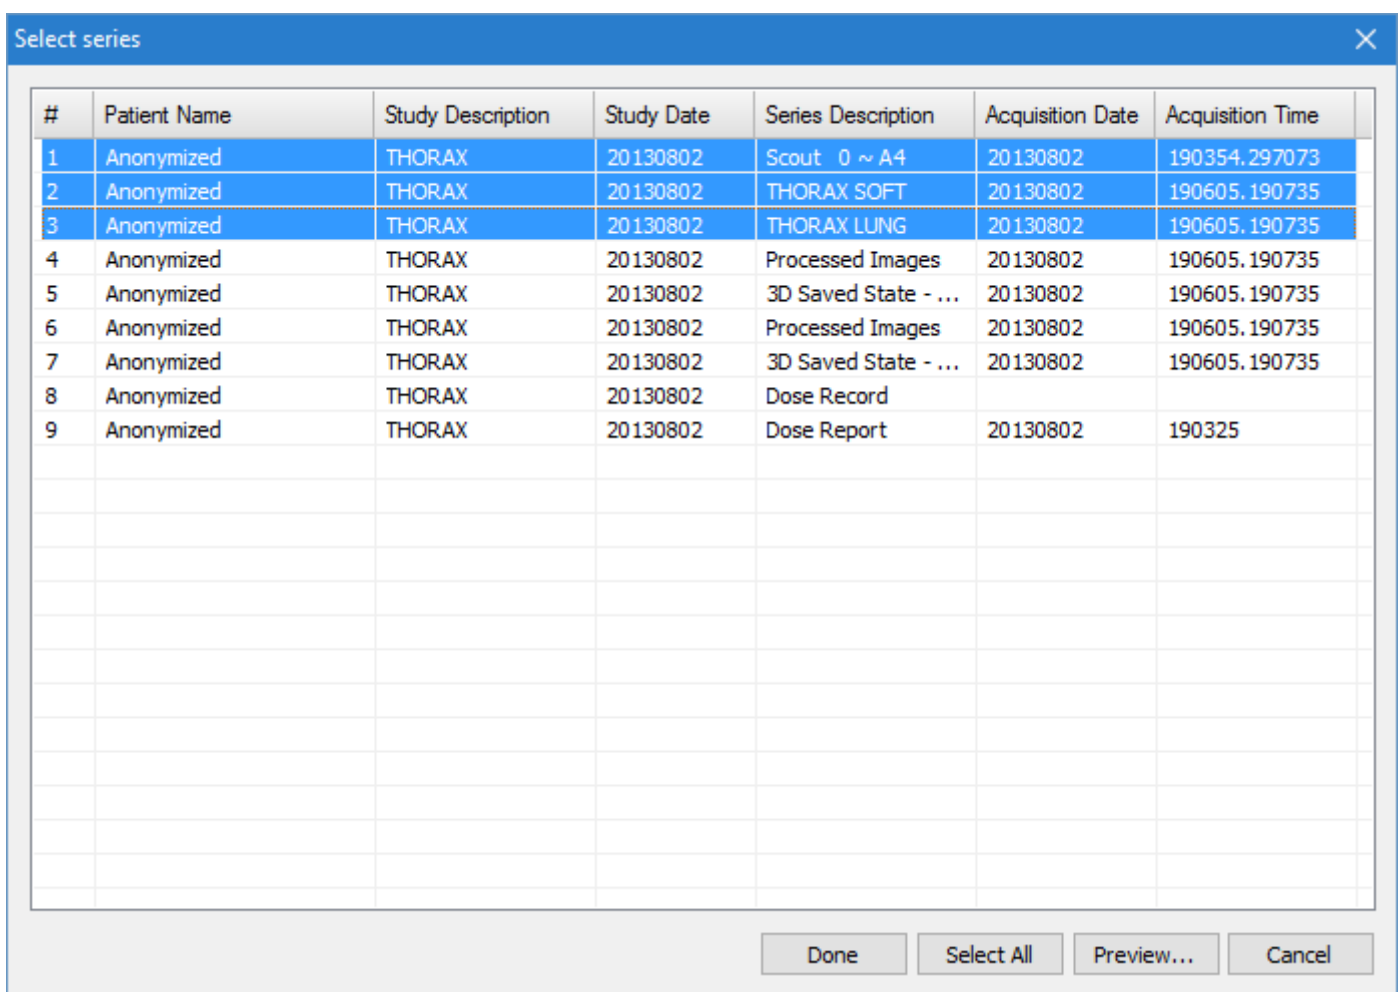 Select series
# Patient Name Study Description Study Date Series Description Acquisition Date Acquisition Time
1 Anonymized THORAX 20130802 Scout 0 ~ A4 20130802 190354.297073
2 Anonymized THORAX 20130802 THORAX SOFT 20130802 190605.190735
3 Anonymized THORAX 20130802 THORAX LUNG 20130802 190605.190735
4 Anonymized THORAX 20130802 Processed Images 20130802 190605.190735
5 Anonymized THORAX 20130802 3D Saved State - ... 20130802 190605.190735
6 Anonymized THORAX 20130802 Processed Images 20130802 190605.190735
7 Anonymized THORAX 20130802 3D Saved State - ... 20130802 190605.190735
8 Anonymized THORAX 20130802 Dose Record
9 Anonymized THORAX 20130802 Dose Report 20130802 190325
Done Select All Preview... Cancel